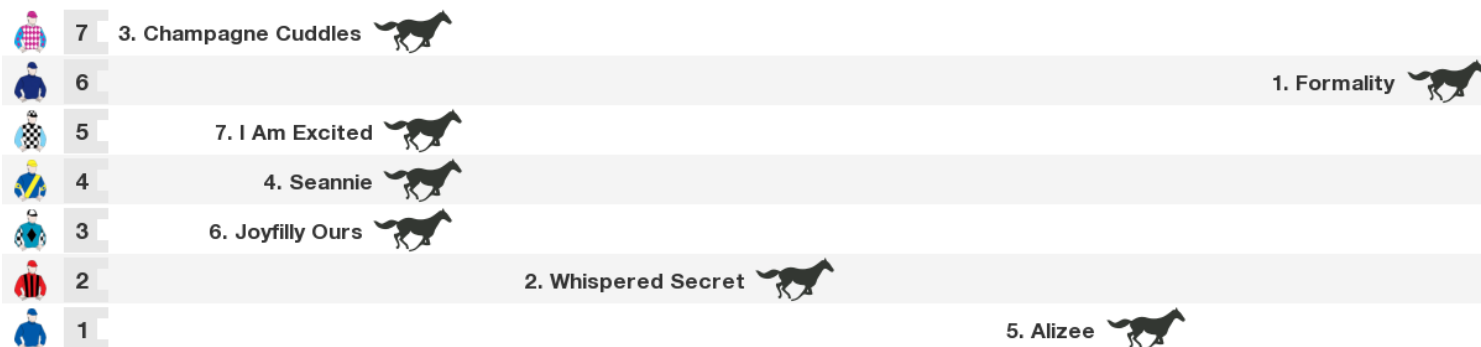 7 3. Champagne Cuddles
6 1. Formality
5 7. I Am Excited
4 4. Seannie
3 6. Joyfilly Ours
2 2. Whispered Secret
1 5. Alizee